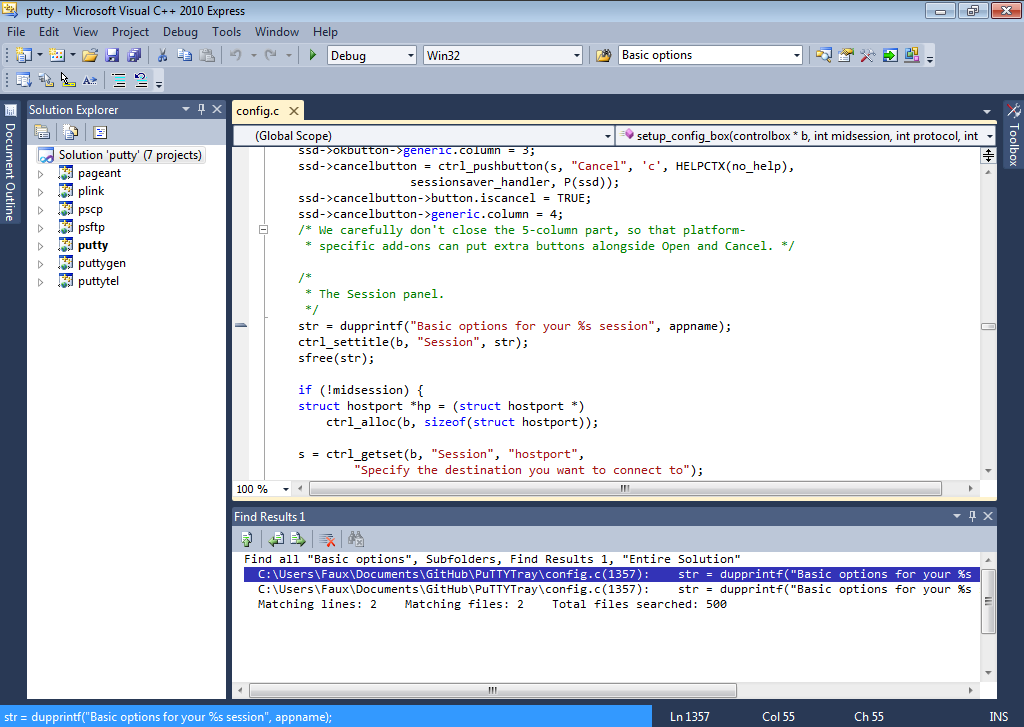 putty - Microsoft Visual C++ 2010 Express
File Edit View Project Debug Tools Window Help
Debug Win32 Basic options
Document Outline
Solution Explorer
Solution 'putty' (7 projects)
pageant
plink
pscp
psftp
putty
puttygen
puttytel
config.c
(Global Scope) setup_config_box(controlbox * b, int midsession, int protocol, int
ssd->okbutton->generic.column = 3;
ssd->cancelbutton = ctrl_pushbutton(s, "Cancel", 'c', HELPCTX(no_help),
sessionsaver_handler, P(ssd));
ssd->cancelbutton->button.iscancel = TRUE;
ssd->cancelbutton->generic.column = 4;
/* We carefully don't close the 5-column part, so that platform-
* specific add-ons can put extra buttons alongside Open and Cancel. */
/*
* The Session panel.
*/
str = dupprintf("Basic options for your %s session", appname);
ctrl_settitle(b, "Session", str);
sfree(str);
if (!midsession) {
struct hostport *hp = (struct hostport *)
ctrl_alloc(b, sizeof(struct hostport));
s = ctrl_getset(b, "Session", "hostport",
"Specify the destination you want to connect to");
100 %
Toolbox
Find Results 1
Find all "Basic options", Subfolders, Find Results 1, "Entire Solution"
C:\Users\Faux\Documents\GitHub\PuTTYTray\config.c(1357): str = dupprintf("Basic options for your %s
C:\Users\Faux\Documents\GitHub\PuTTYTray\config.c(1357): str = dupprintf("Basic options for your %s
Matching lines: 2 Matching files: 2 Total files searched: 500
str = dupprintf("Basic options for your %s session", appname); Ln 1357 Col 55 Ch 55 INS